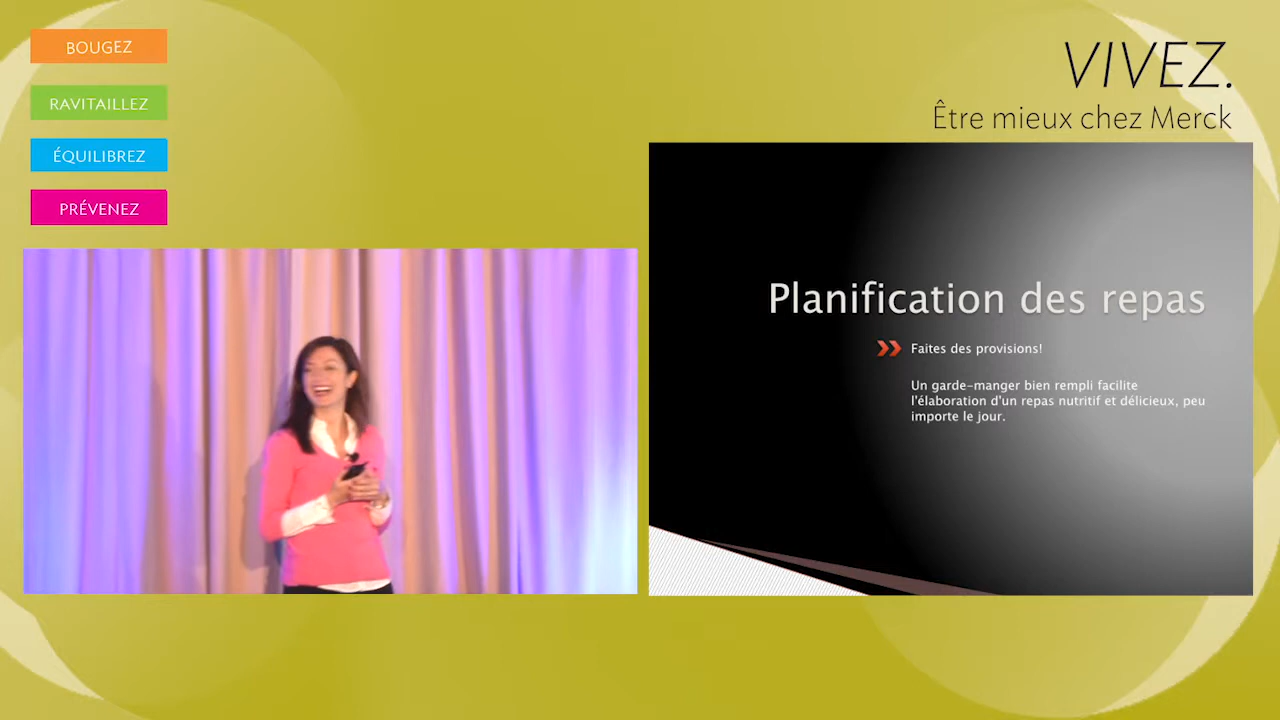 BOUGEZ
RAVITAILLEZ
ÉQUILIBREZ
PRÉVENEZ
VIVEZ.
Être mieux chez Merck
Planification des repas
Faites des provisions!
Un garde-manger bien rempli facilite
l'élaboration d'un repas nutritif et délicieux, peu
importe le jour.